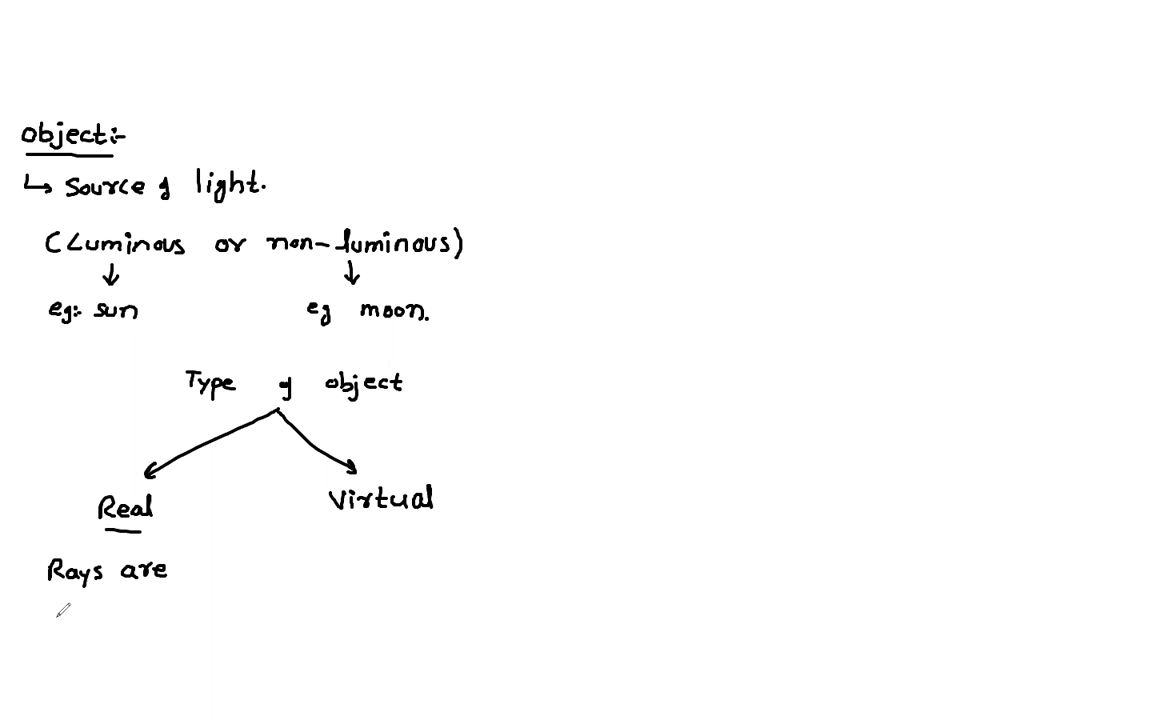 object:-
↳ Source of light.
(Luminous or non-luminous)
↓ ↓
eg:- sun eg moon.
Type of object
Real Virtual
Rays are